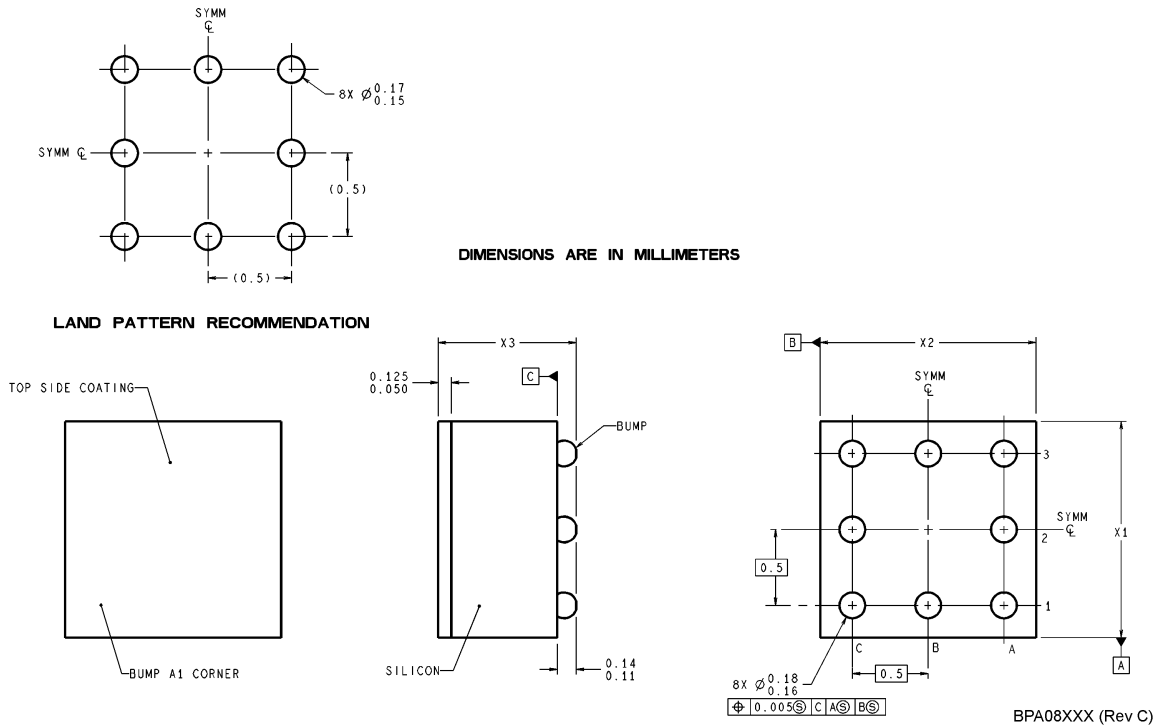 SYMM
℄
8X Ø 0.17
0.15
SYMM ℄
(0.5)
(0.5)
DIMENSIONS ARE IN MILLIMETERS
LAND PATTERN RECOMMENDATION
TOP SIDE COATING
BUMP A1 CORNER
X3
0.125
0.050
C
BUMP
SILICON
0.14
0.11
B
X2
SYMM
℄
3
SYMM
℄
2
X1
0.5
1
C B A
0.5
A
8X Ø 0.18
0.16
⌖ 0.005Ⓢ C AⓈ BⓈ
BPA08XXX (Rev C)